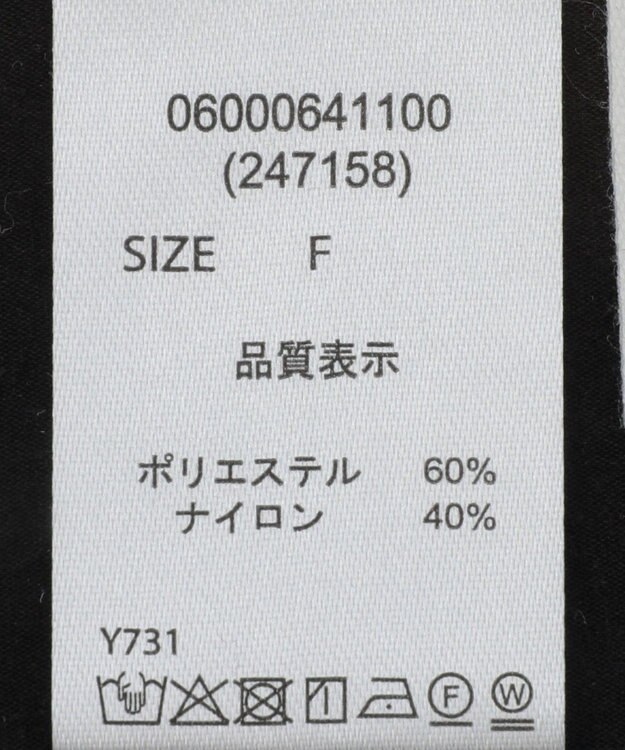 06000641100
(247158)
SIZE F
品質表示
ポリエステル 60%
ナイロン 40%
Y731
F W